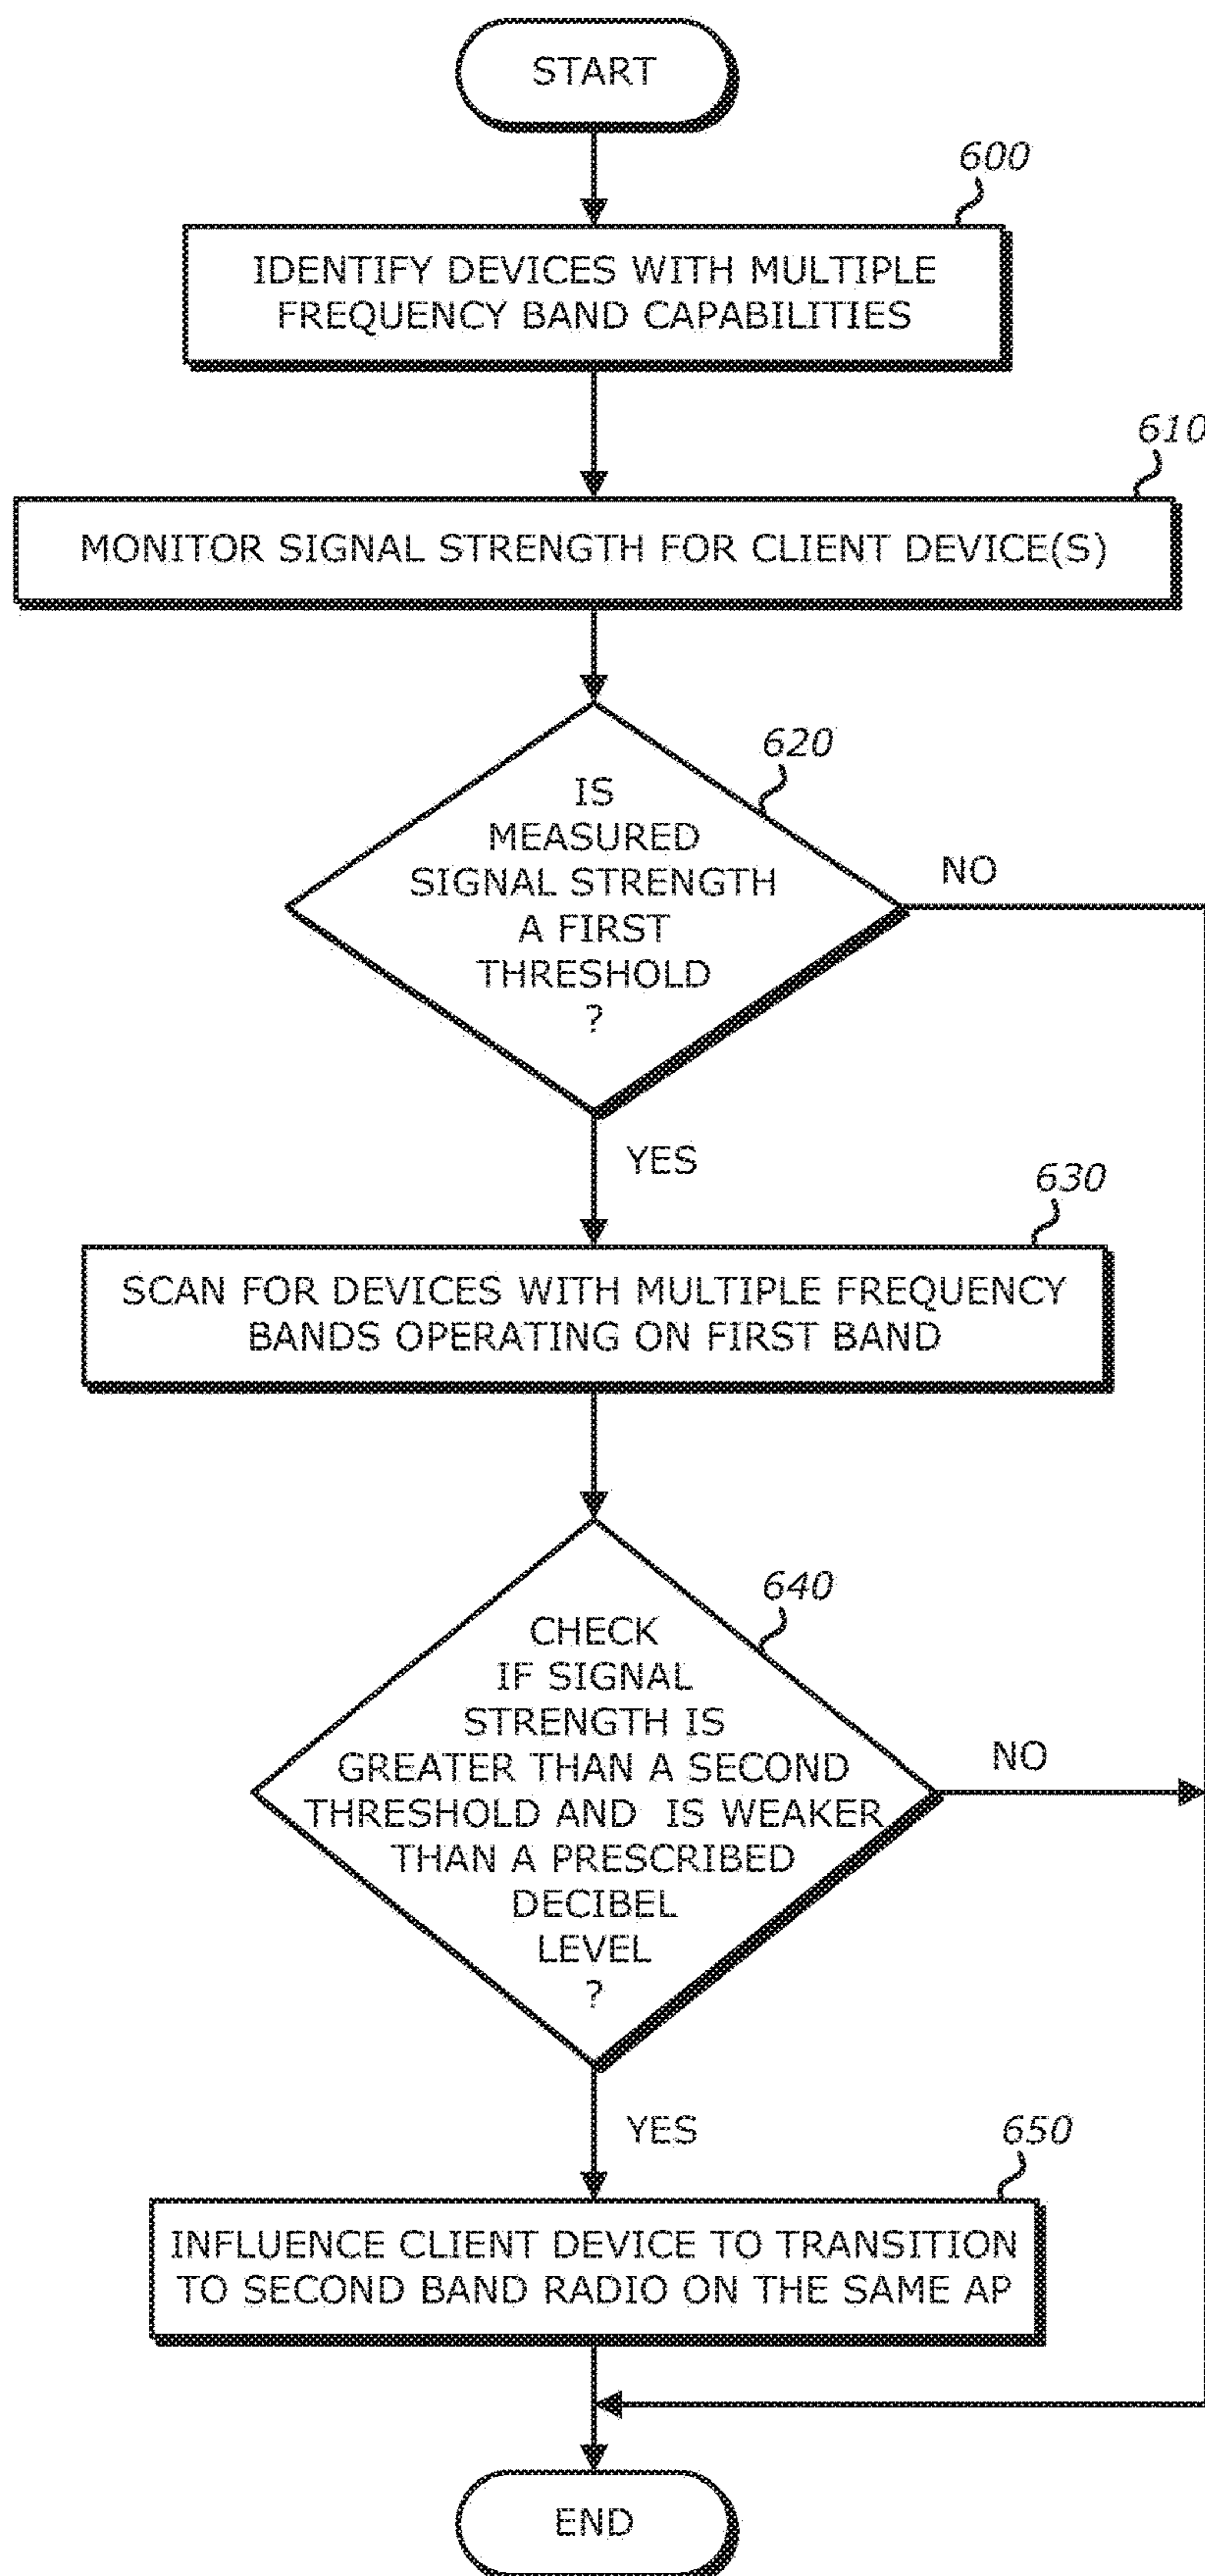 START
600
IDENTIFY DEVICES WITH MULTIPLE
FREQUENCY BAND CAPABILITIES
610
MONITOR SIGNAL STRENGTH FOR CLIENT DEVICE(S)
620
IS
MEASURED
SIGNAL STRENGTH
A FIRST
THRESHOLD
?
NO
YES
630
SCAN FOR DEVICES WITH MULTIPLE FREQUENCY
BANDS OPERATING ON FIRST BAND
640
CHECK
IF SIGNAL
STRENGTH IS
GREATER THAN A SECOND
THRESHOLD AND IS WEAKER
THAN A PRESCRIBED
DECIBEL
LEVEL
?
NO
YES
650
INFLUENCE CLIENT DEVICE TO TRANSITION
TO SECOND BAND RADIO ON THE SAME AP
END